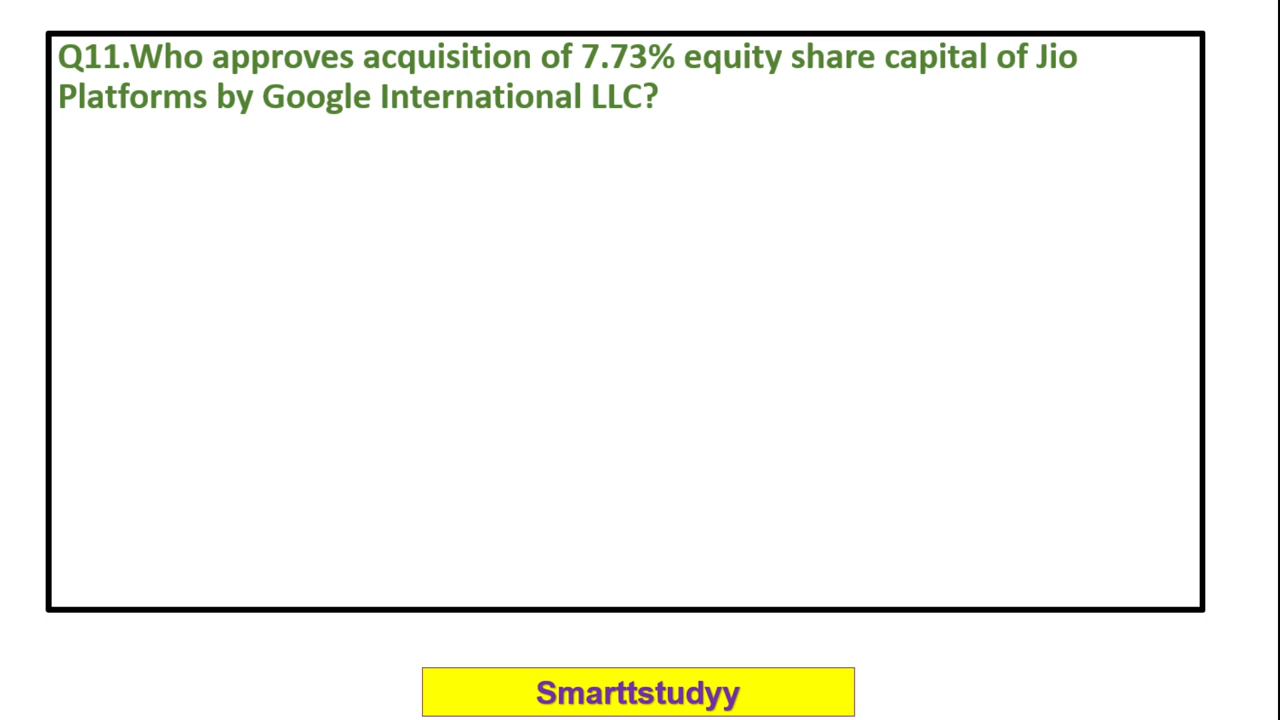 Q11.Who approves acquisition of 7.73% equity share capital of Jio
Platforms by Google International LLC?
Smarttstudyy